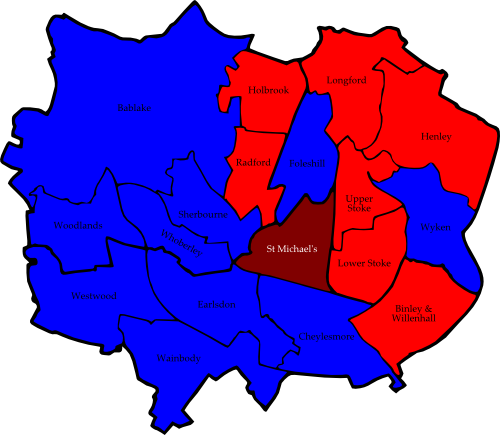 Longford
Holbrook
Bablake
Henley
Radford
Foleshill
Upper
Stoke
Sherbourne
Woodlands
Wyken
Whoberley
St Michael's
Lower Stoke
Westwood
Earlsdon
Binley &
Willenhall
Cheylesmore
Wainbody